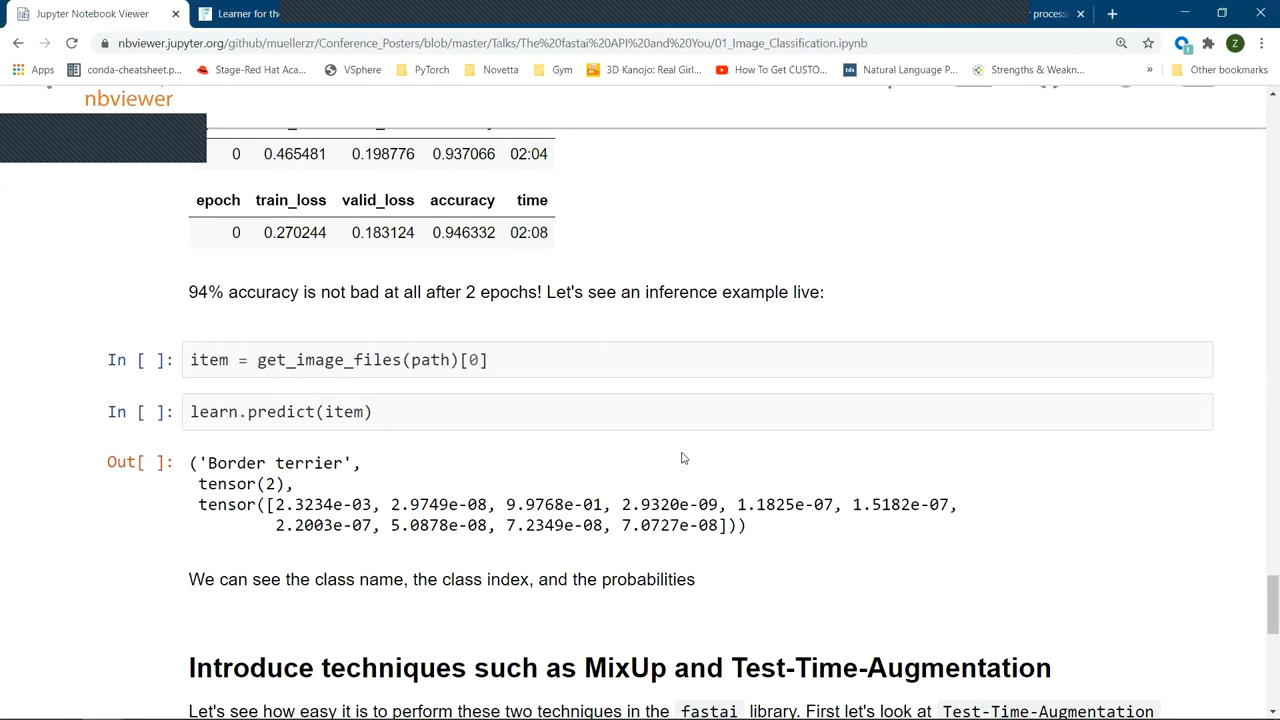 Jupyter Notebook Viewer
Learner for the
processi
nbviewer.jupyter.org/github/muellerzr/Conference_Posters/blob/master/Talks/The%20fastai%20API%20and%20You/01_Image_Classification.ipynb
Z
Apps
conda-cheatsheet.p...
Stage-Red Hat Aca...
VSphere
PyTorch
Novetta
Gym
3D Kanojo: Real Girl...
How To Get CUSTO...
Natural Language P...
Strengths & Weakn...
»
Other bookmarks
nbviewer
0 0.465481 0.198776 0.937066 02:04
epoch train_loss valid_loss accuracy time
0 0.270244 0.183124 0.946332 02:08
94% accuracy is not bad at all after 2 epochs! Let's see an inference example live:
In [ ]: item = get_image_files(path)[0]
In [ ]: learn.predict(item)
Out[ ]: ('Border terrier',
tensor(2),
tensor([2.3234e-03, 2.9749e-08, 9.9768e-01, 2.9320e-09, 1.1825e-07, 1.5182e-07,
2.2003e-07, 5.0878e-08, 7.2349e-08, 7.0727e-08]))
We can see the class name, the class index, and the probabilities
Introduce techniques such as MixUp and Test-Time-Augmentation
Let's see how easy it is to perform these two techniques in the fastai library. First let's look at Test-Time-Augmentation